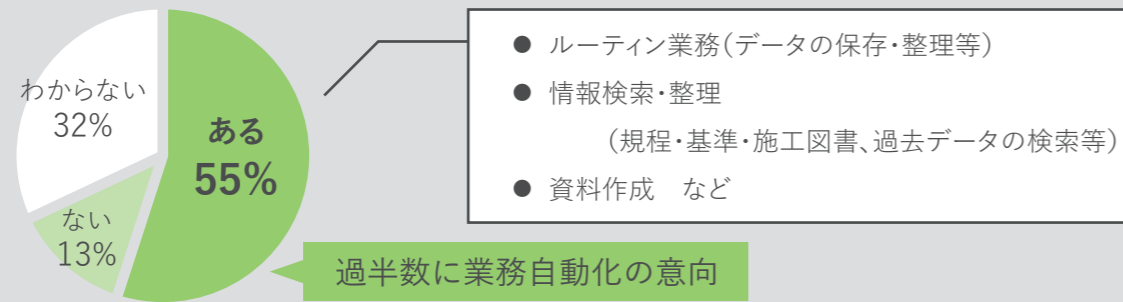 わからない
32%
ある
55%
ない
13%
● ルーティン業務(データの保存・整理等)
● 情報検索・整理
(規程・基準・施工図書、過去データの検索等)
● 資料作成　など
過半数に業務自動化の意向